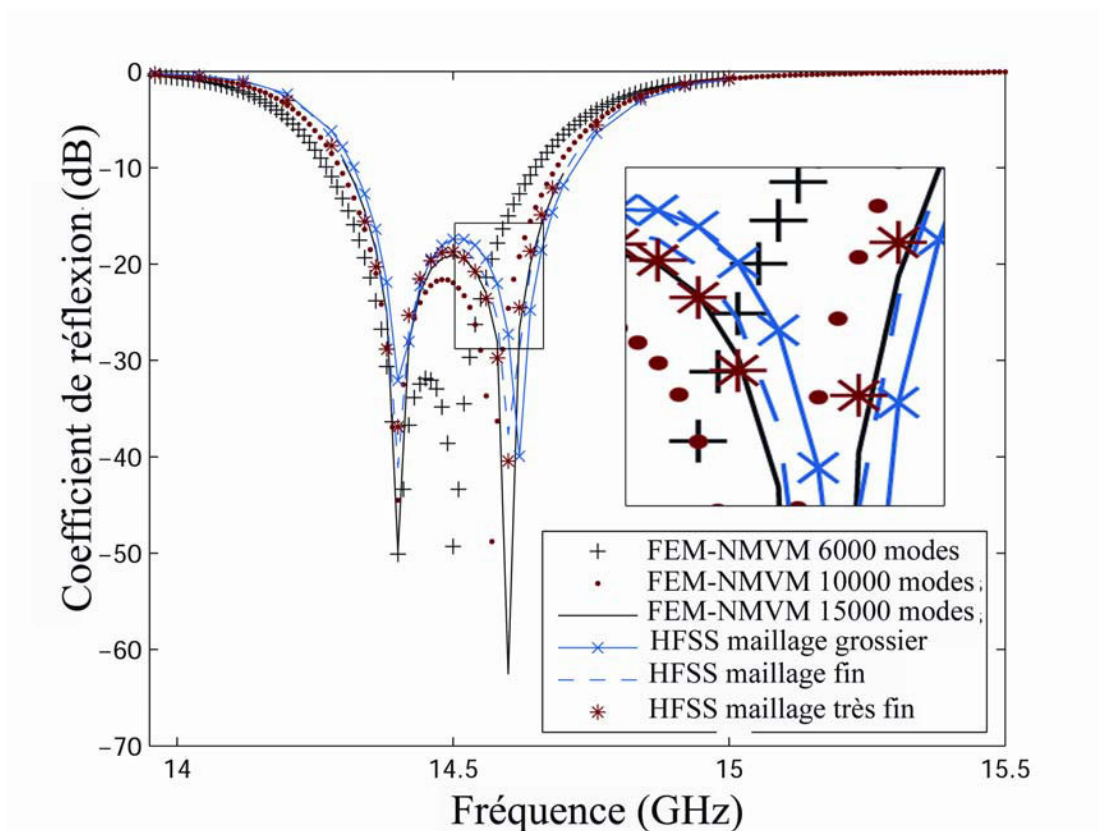 0
−10
−20
−30
−40
−50
−60
−70
14
14.5
15
15.5
Coefficient de réflexion (dB)
Fréquence (GHz)
FEM-NMVM 6000 modes
FEM-NMVM 10000 modes
FEM-NMVM 15000 modes
HFSS maillage grossier
HFSS maillage fin
HFSS maillage très fin